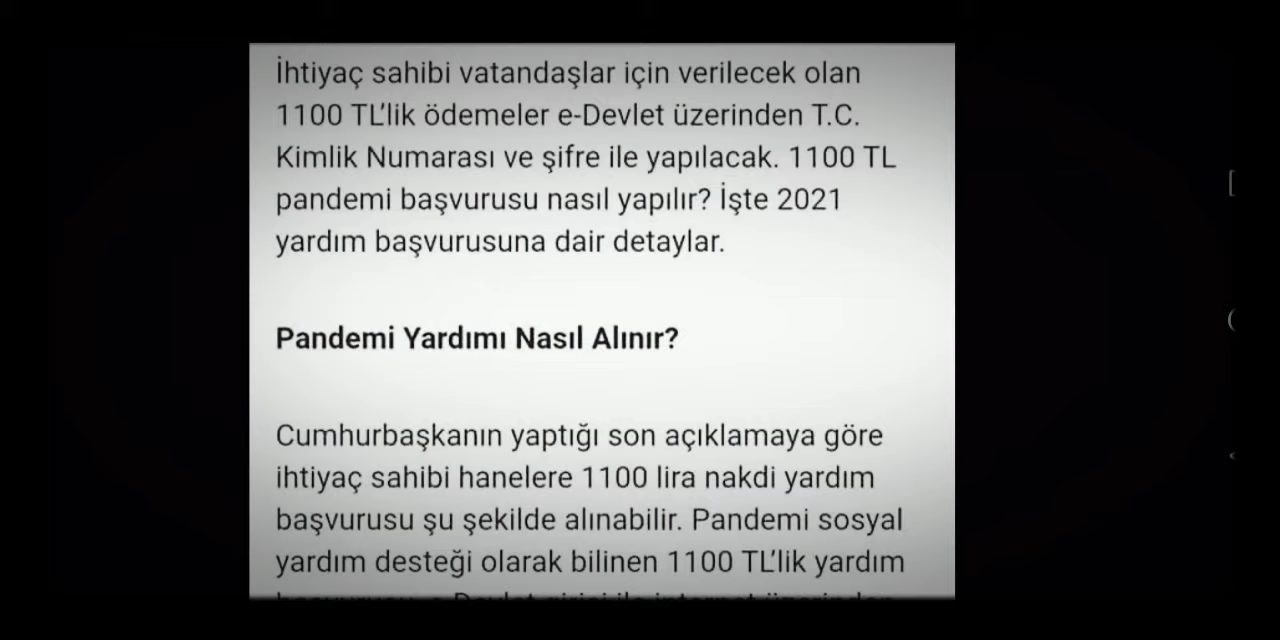 İhtiyaç sahibi vatandaşlar için verilecek olan
1100 TL'lik ödemeler e-Devlet üzerinden T.C.
Kimlik Numarası ve şifre ile yapılacak. 1100 TL
pandemi başvurusu nasıl yapılır? İşte 2021
yardım başvurusuna dair detaylar.
Pandemi Yardımı Nasıl Alınır?
Cumhurbaşkanın yaptığı son açıklamaya göre
ihtiyaç sahibi hanelere 1100 lira nakdi yardım
başvurusu şu şekilde alınabilir. Pandemi sosyal
yardım desteği olarak bilinen 1100 TL'lik yardım